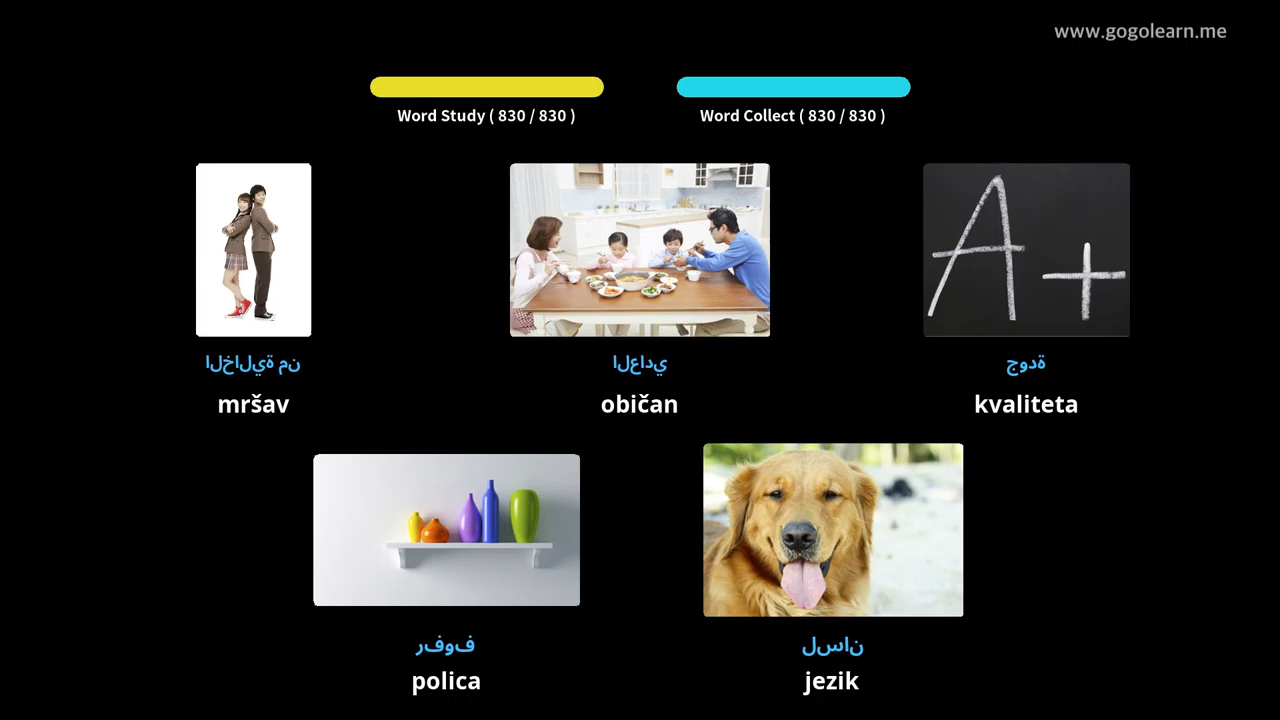 www.gogolearn.me
Word Study ( 830 / 830 )
Word Collect ( 830 / 830 )
الخالية من
العادي
جودة
mršav
običan
kvaliteta
رفوف
لسان
polica
jezik